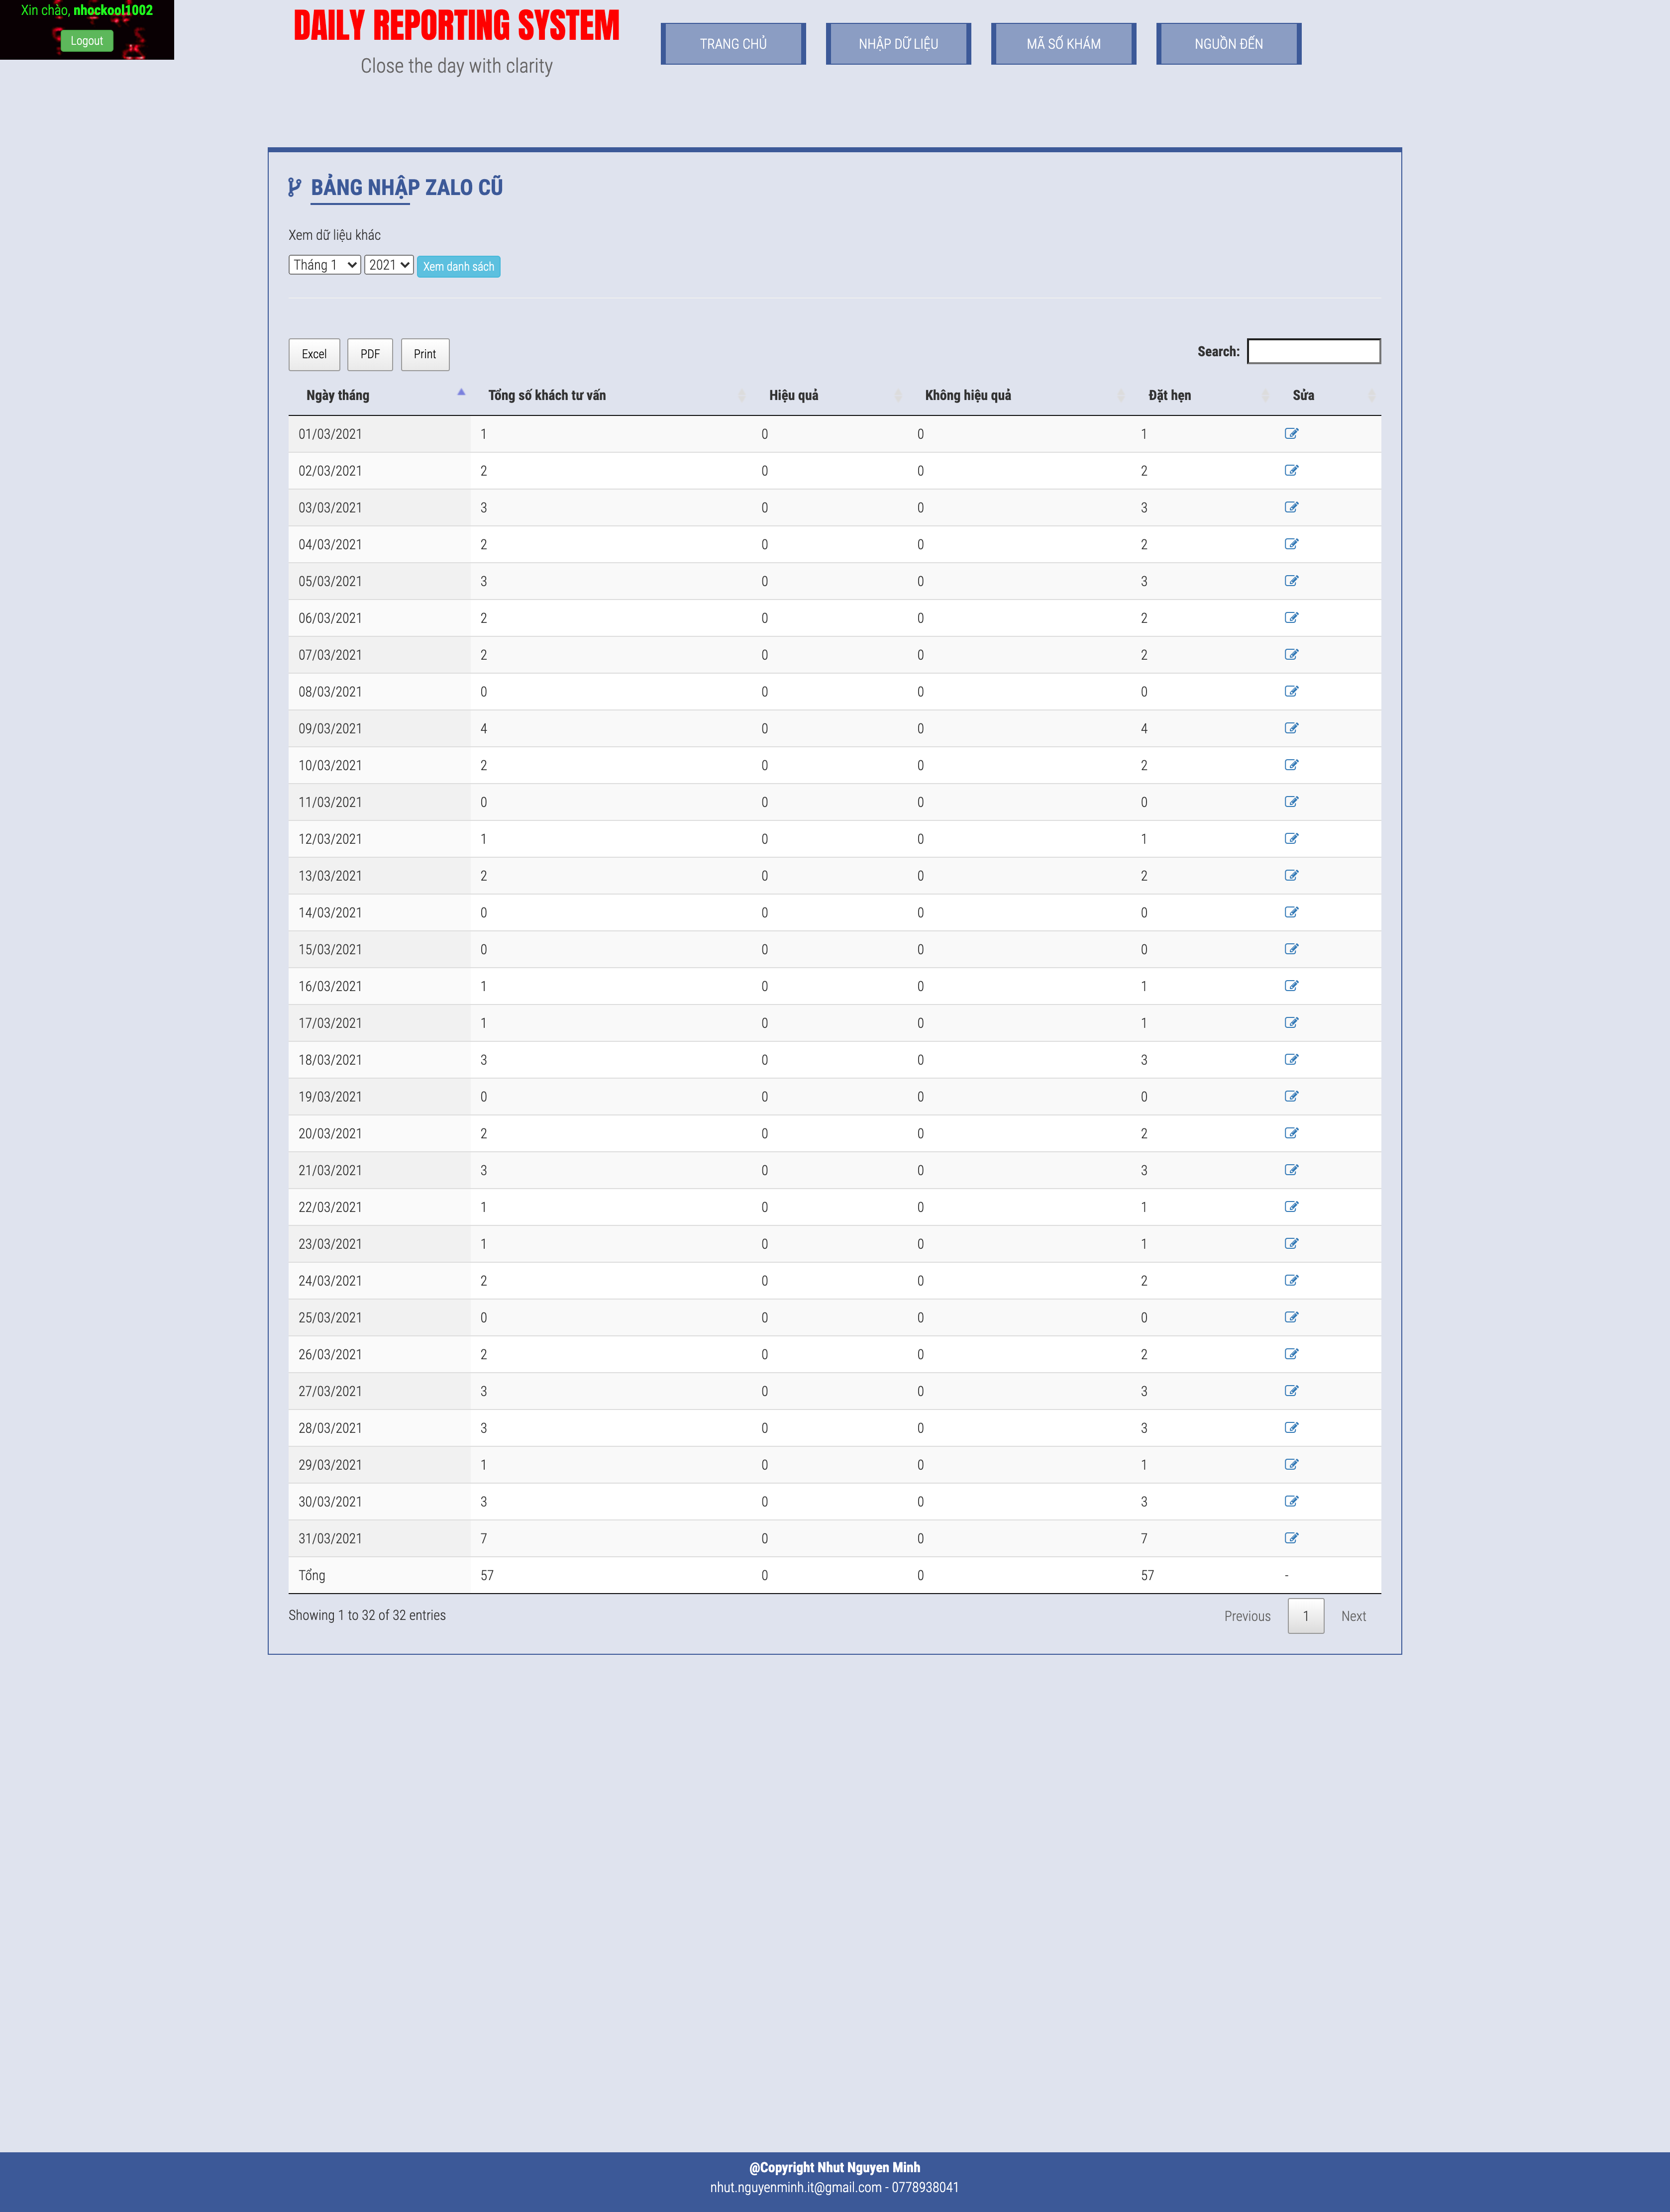 Xin chào, nhockool1002
Logout
DAILY REPORTING SYSTEM
Close the day with clarity
TRANG CHỦ NHẬP DỮ LIỆU MÃ SỐ KHÁM NGUỒN ĐẾN
BẢNG NHẬP ZALO CŨ
Xem dữ liệu khác
Tháng 1 2021 Xem danh sách
Excel PDF Print Search:
Ngày tháng Tổng số khách tư vấn Hiệu quả Không hiệu quả Đặt hẹn Sửa
01/03/2021 1 0 0 1
02/03/2021 2 0 0 2
03/03/2021 3 0 0 3
04/03/2021 2 0 0 2
05/03/2021 3 0 0 3
06/03/2021 2 0 0 2
07/03/2021 2 0 0 2
08/03/2021 0 0 0 0
09/03/2021 4 0 0 4
10/03/2021 2 0 0 2
11/03/2021 0 0 0 0
12/03/2021 1 0 0 1
13/03/2021 2 0 0 2
14/03/2021 0 0 0 0
15/03/2021 0 0 0 0
16/03/2021 1 0 0 1
17/03/2021 1 0 0 1
18/03/2021 3 0 0 3
19/03/2021 0 0 0 0
20/03/2021 2 0 0 2
21/03/2021 3 0 0 3
22/03/2021 1 0 0 1
23/03/2021 1 0 0 1
24/03/2021 2 0 0 2
25/03/2021 0 0 0 0
26/03/2021 2 0 0 2
27/03/2021 3 0 0 3
28/03/2021 3 0 0 3
29/03/2021 1 0 0 1
30/03/2021 3 0 0 3
31/03/2021 7 0 0 7
Tổng 57 0 0 57 -
Showing 1 to 32 of 32 entries Previous 1 Next
@Copyright Nhut Nguyen Minh
nhut.nguyenminh.it@gmail.com - 0778938041